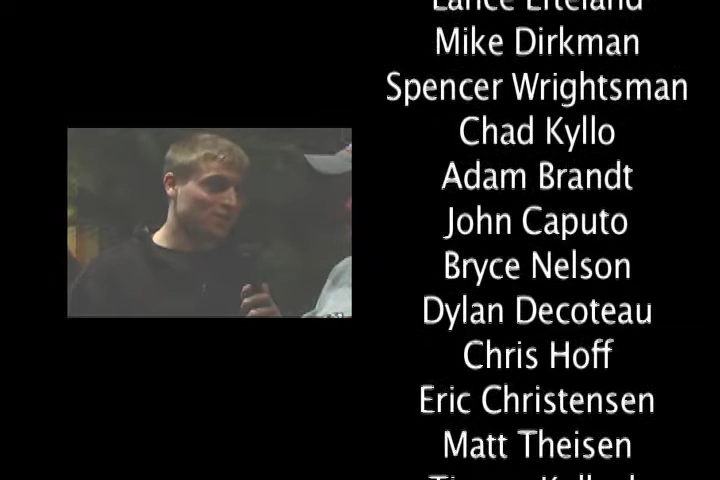 Mike Dirkman
Spencer Wrightsman
Chad Kyllo
Adam Brandt
John Caputo
Bryce Nelson
Dylan Decoteau
Chris Hoff
Eric Christensen
Matt Theisen